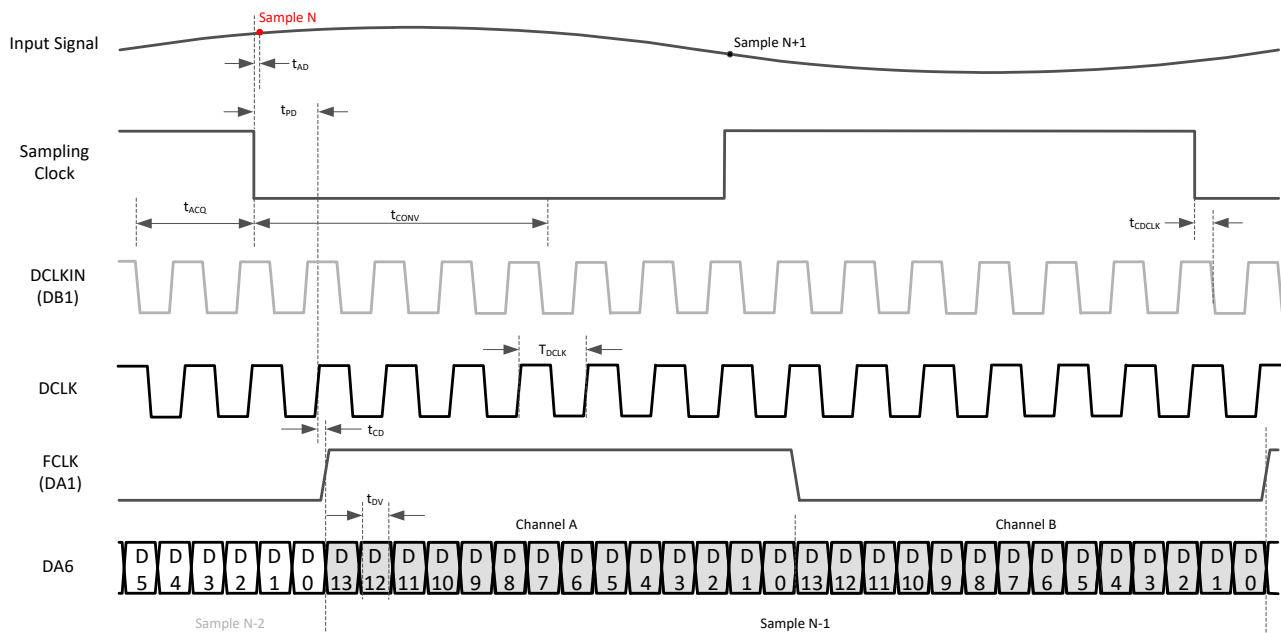 Sample N
Input Signal
Sample N+1
tAD
tPD
Sampling
Clock
tACQ
tCONV
tCDCLK
DCLKIN
(DB1)
TDCLK
DCLK
tCD
FCLK
(DA1)
tDV
Channel A
Channel B
DA6
D D D D D D D D D D D D D D D D D D D D D D D D D D D D D D D D D D
5 4 3 2 1 0 13 12 11 10 9 8 7 6 5 4 3 2 1 0 13 12 11 10 9 8 7 6 5 4 3 2 1 0
Sample N-2
Sample N-1